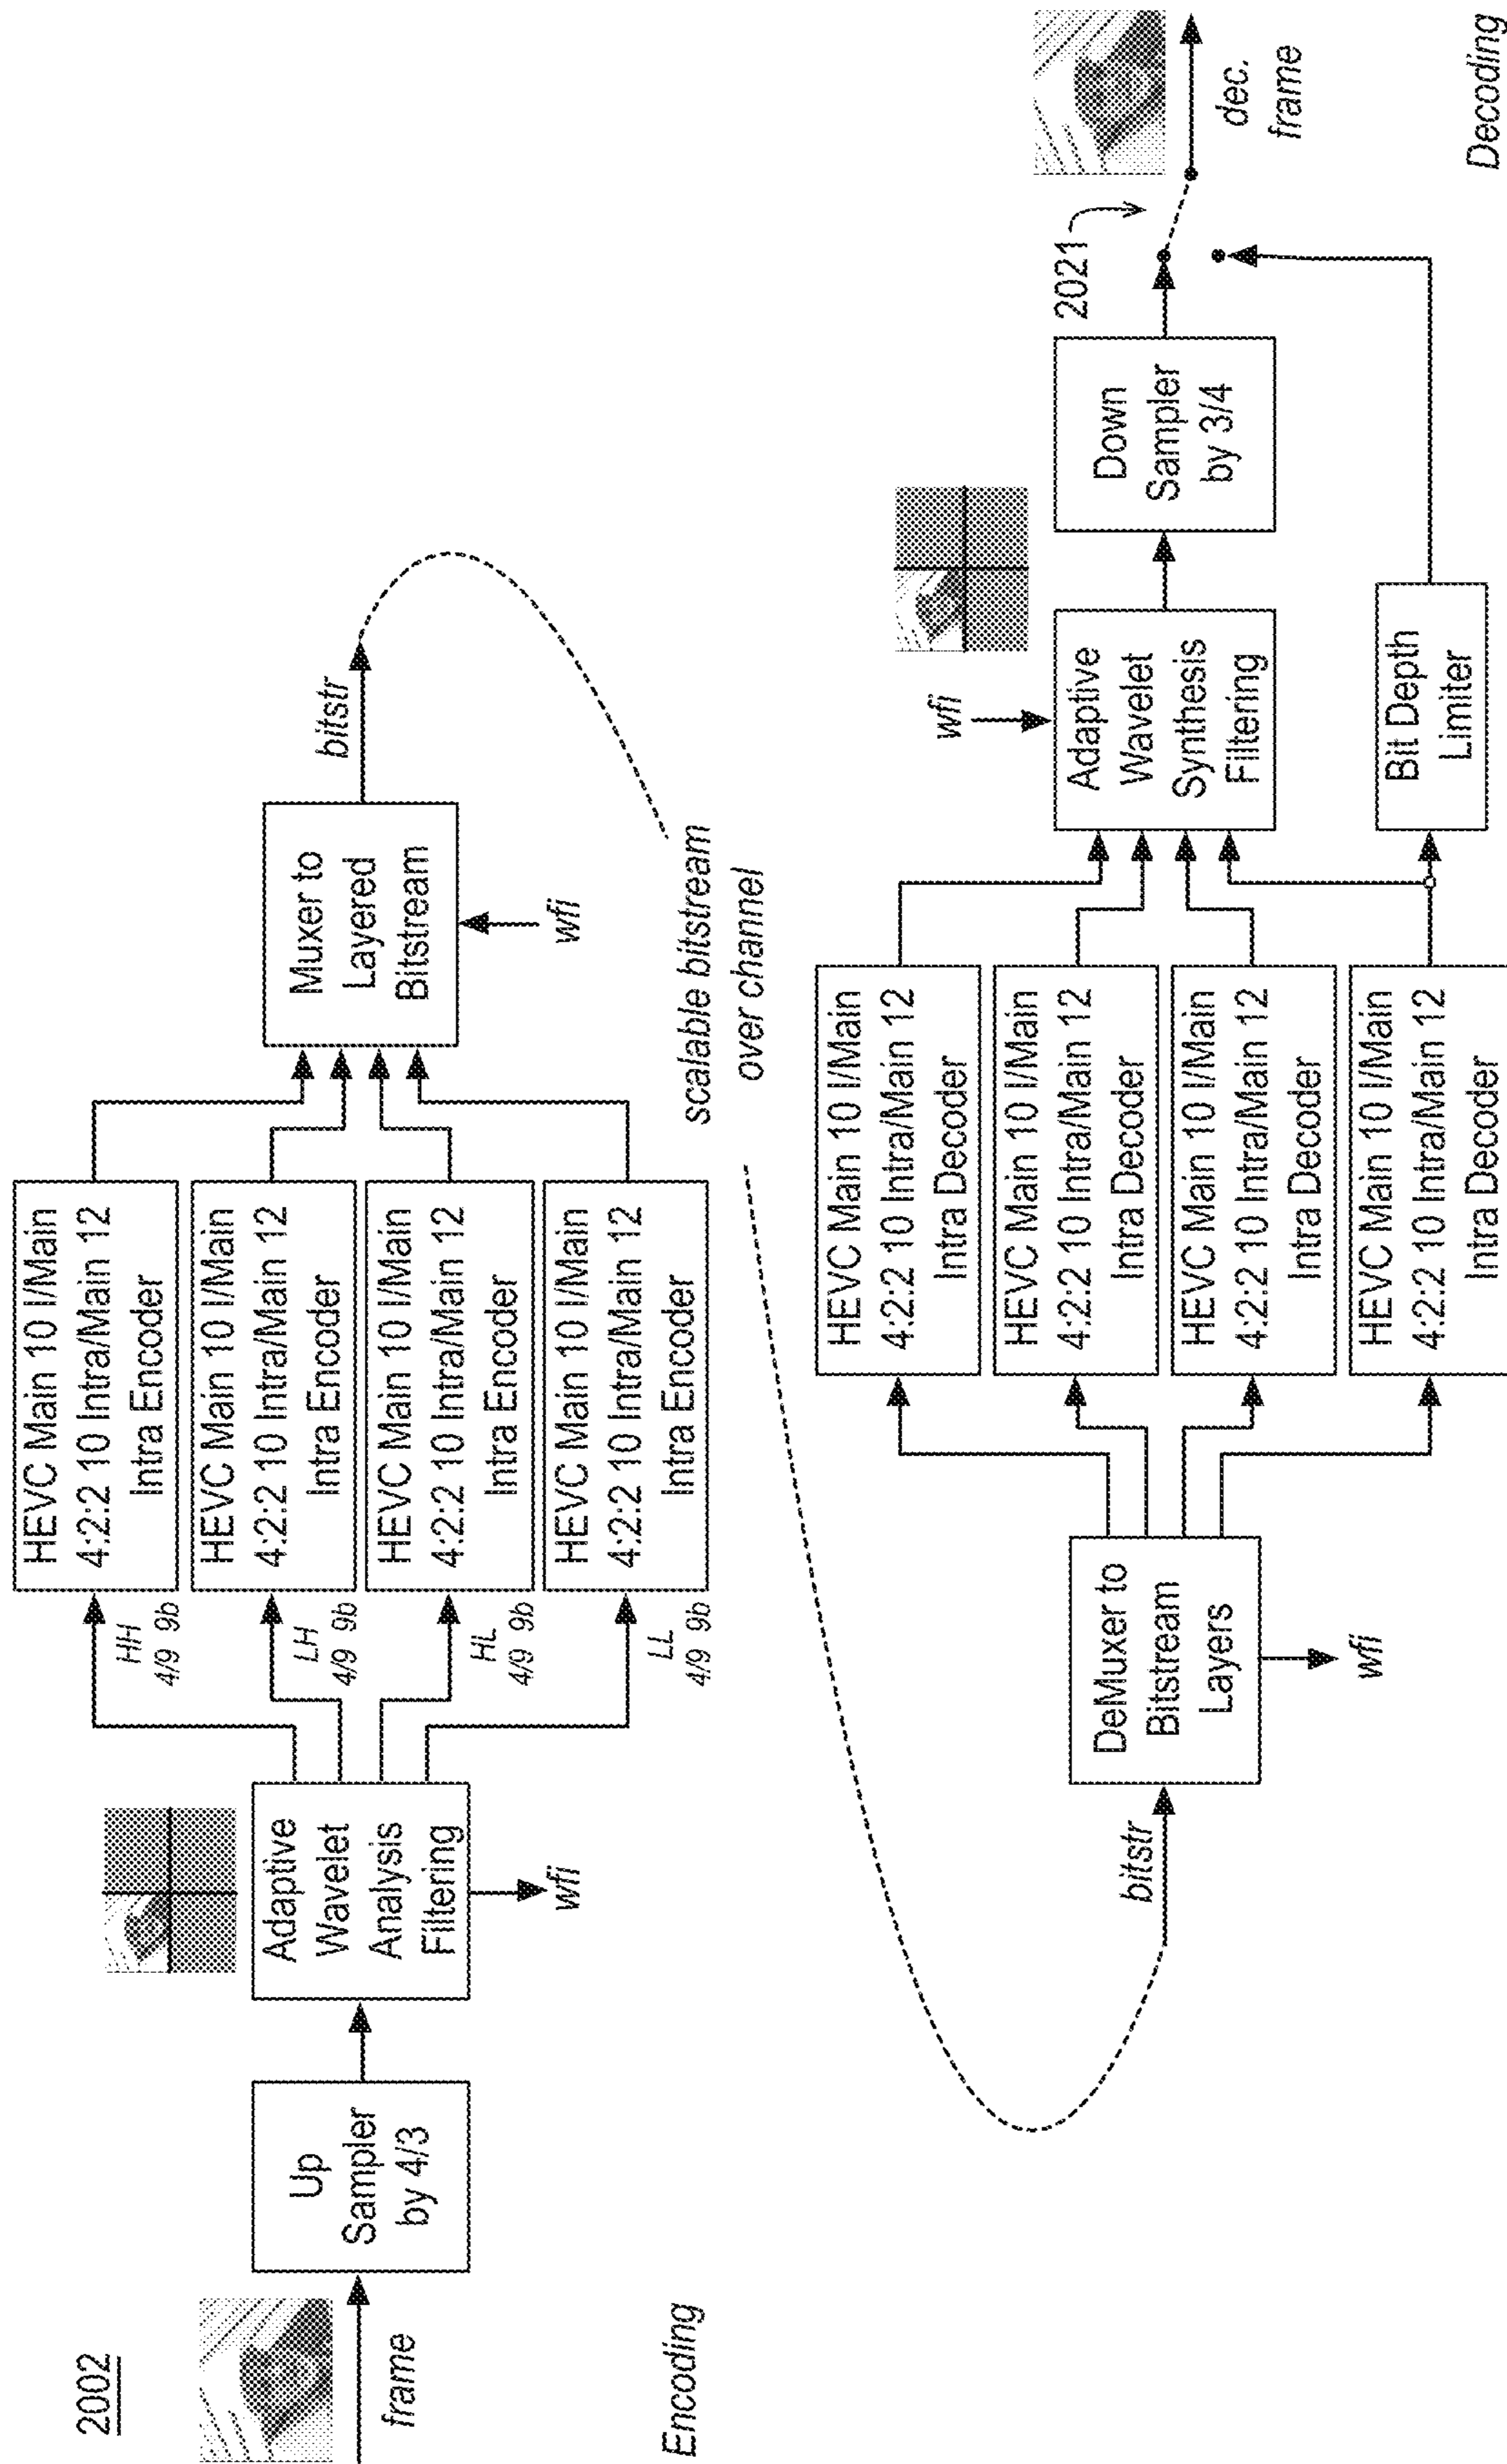 2002
frame
Encoding
Up
Sampler
by 4/3
Adaptive
Wavelet
Analysis
Filtering
wfi
HH
4/9 9b
LH
4/9 9b
HL
4/9 9b
LL
4/9 9b
HEVC Main 10 I/Main
4:2:2 10 Intra/Main 12
Intra Encoder
HEVC Main 10 I/Main
4:2:2 10 Intra/Main 12
Intra Encoder
HEVC Main 10 I/Main
4:2:2 10 Intra/Main 12
Intra Encoder
HEVC Main 10 I/Main
4:2:2 10 Intra/Main 12
Intra Encoder
Muxer to
Layered
Bitstream
wfi
bitstr
scalable bitstream
over channel
bitstr
DeMuxer to
Bitstream
Layers
wfi
HEVC Main 10 I/Main
4:2:2 10 Intra/Main 12
Intra Decoder
HEVC Main 10 I/Main
4:2:2 10 Intra/Main 12
Intra Decoder
HEVC Main 10 I/Main
4:2:2 10 Intra/Main 12
Intra Decoder
HEVC Main 10 I/Main
4:2:2 10 Intra/Main 12
Intra Decoder
wfi
Adaptive
Wavelet
Synthesis
Filtering
Bit Depth
Limiter
Down
Sampler
by 3/4
2021
dec.
frame
Decoding